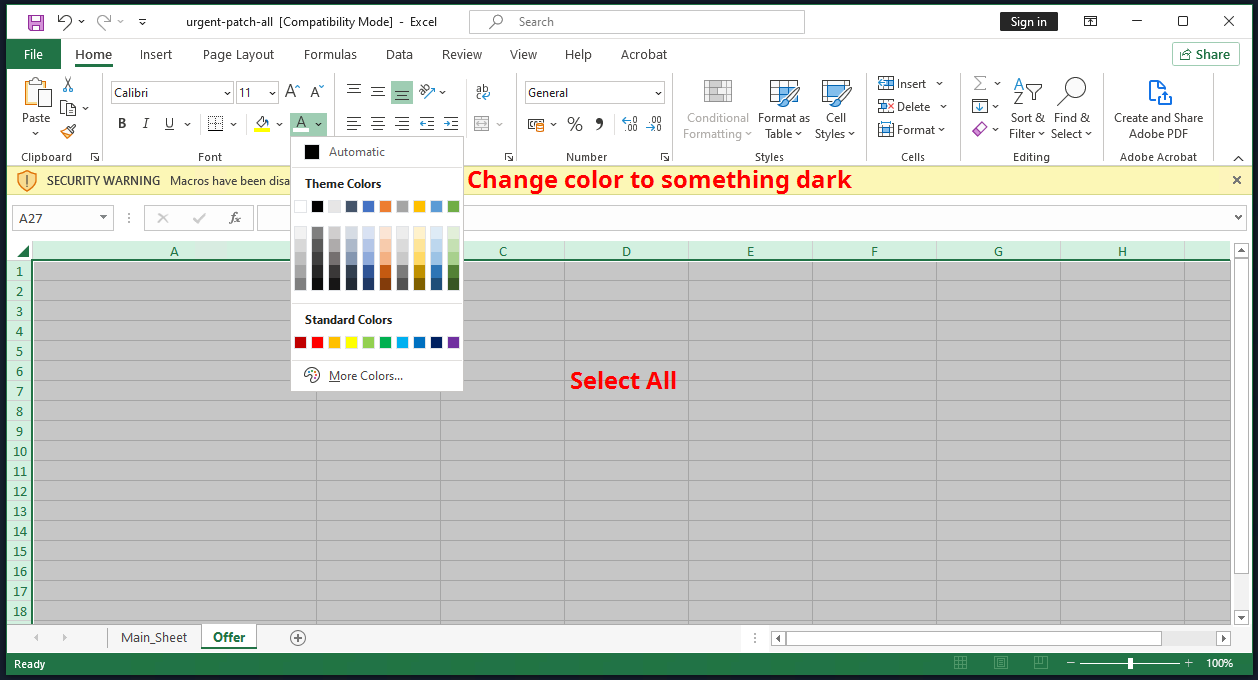 urgent-patch-all [Compatibility Mode] - Excel
Search
Sign in
File Home Insert Page Layout Formulas Data Review View Help Acrobat Share
Paste
Calibri 11 A A
B I U A
ab
General
% 9
Conditional Formatting
Format as Table
Cell Styles
Insert
Delete
Format
Sort & Filter
Find & Select
Create and Share Adobe PDF
Clipboard Font Number Styles Cells Editing Adobe Acrobat
Automatic
SECURITY WARNING Macros have been disa
Change color to something dark
Theme Colors
A27 fx
A C D E F G H
1
2
3
4
Standard Colors
5
6
More Colors...
Select All
7
8
9
10
11
12
13
14
15
16
17
18
Main_Sheet Offer
Ready 100%